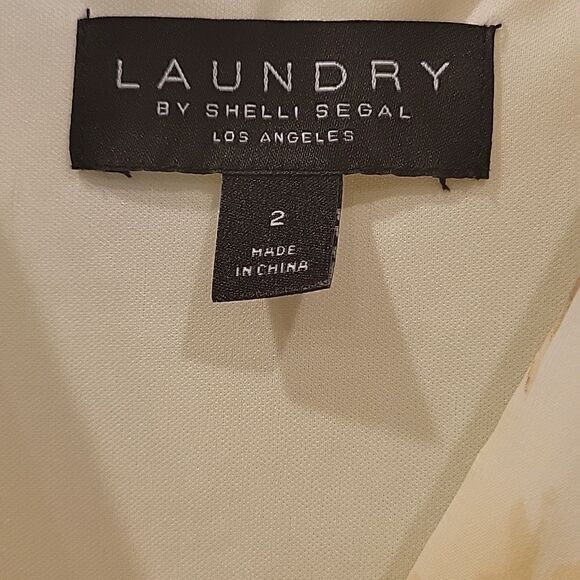 LAUNDRY
BY SHELLI SEGAL
LOS ANGELES
2
MADE
IN CHINA